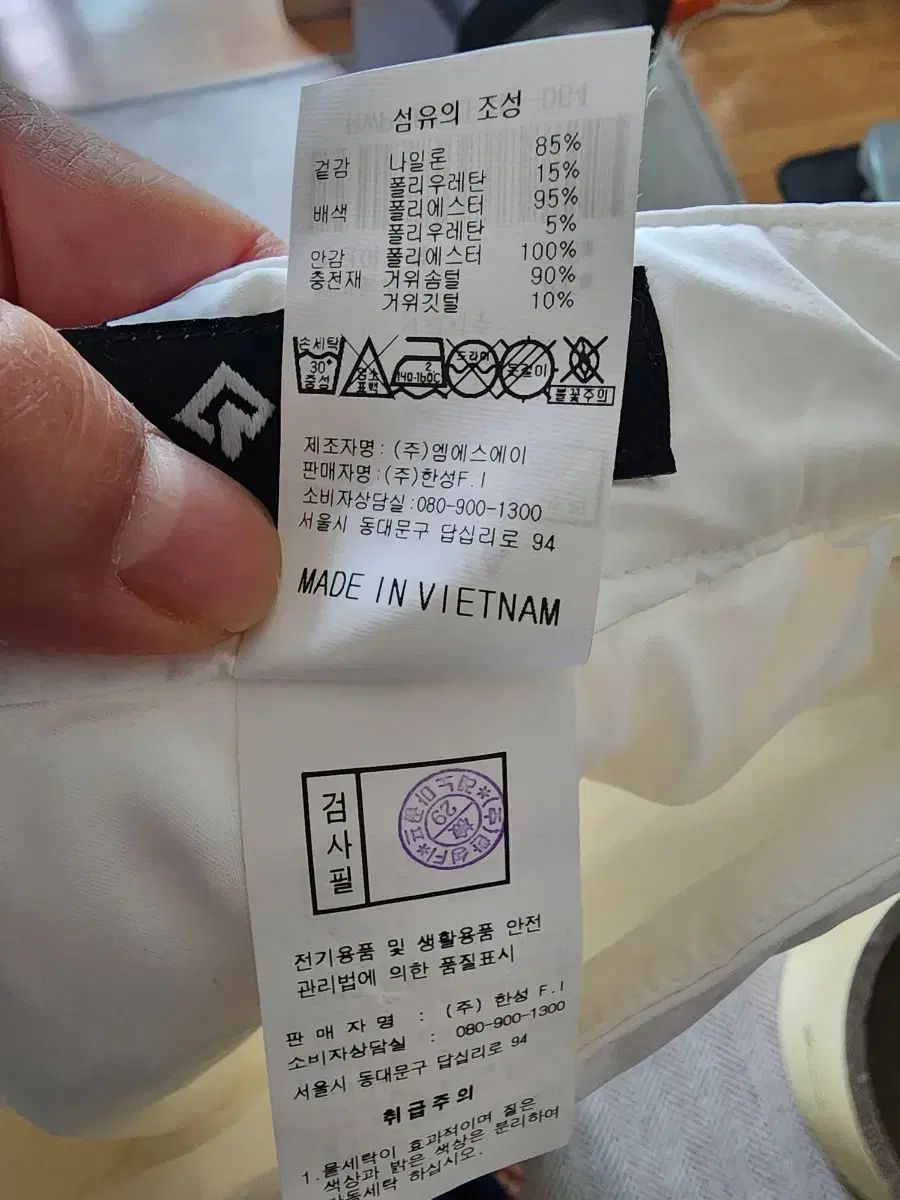 섬유의 조성
겉감 나일론 85%
폴리우레탄 15%
배색 폴리에스터 95%
폴리우레탄 5%
안감 폴리에스터 100%
충전재 거위솜털 90%
거위깃털 10%
손세탁
30°
중성
염소
표백
2
140-160℃
드라이
불꽃주의
제조자명 : (주)엠에스에이
판매자명 : (주)한성F.I
소비자상담실 : 080-900-1300
서울시 동대문구 답십리로 94
MADE IN VIETNAM
검사필
29
전기용품 및 생활용품 안전
관리법에 의한 품질표시
판 매 자 명 : (주) 한성 F.I
소비자상담실 : 080-900-1300
서울시 동대문구 답십리로 94
취급주의
1.물세탁이 효과적이며 짙은
색상과 밝은 색상은 분리하여
세탁 하십시오.